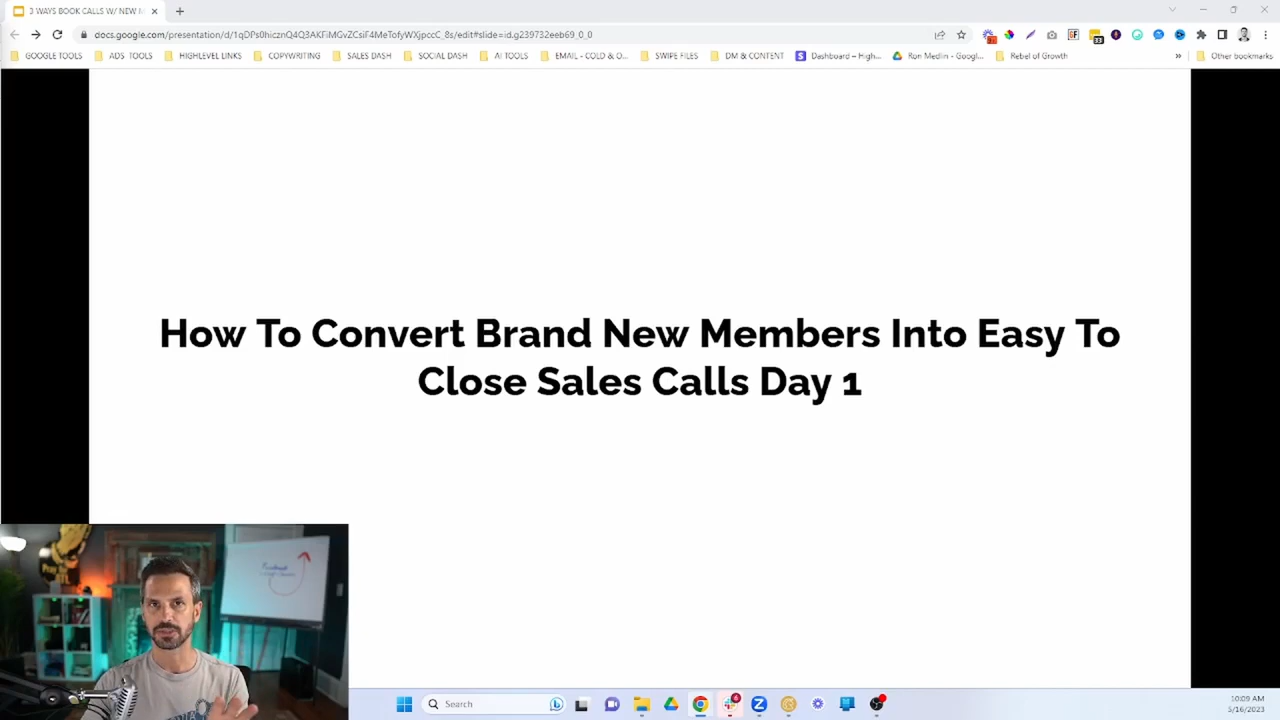 3 WAYS BOOK CALLS W/ NEW M
docs.google.com/presentation/d/1qDPs0hicznQ4Q3AKFiMGvZCsiF4MeTofyWXjpccC_8s/edit#slide=id.g239732eeb69_0_0
GOOGLE TOOLS ADS TOOLS HIGHLEVEL LINKS COPYWRITING SALES DASH SOCIAL DASH AI TOOLS EMAIL - COLD & O... SWIPE FILES DM & CONTENT Dashboard – High... Ron Medlin - Googl... Rebel of Growth » Other bookmarks
How To Convert Brand New Members Into Easy To
Close Sales Calls Day 1
Search
10:09 AM
5/16/2023